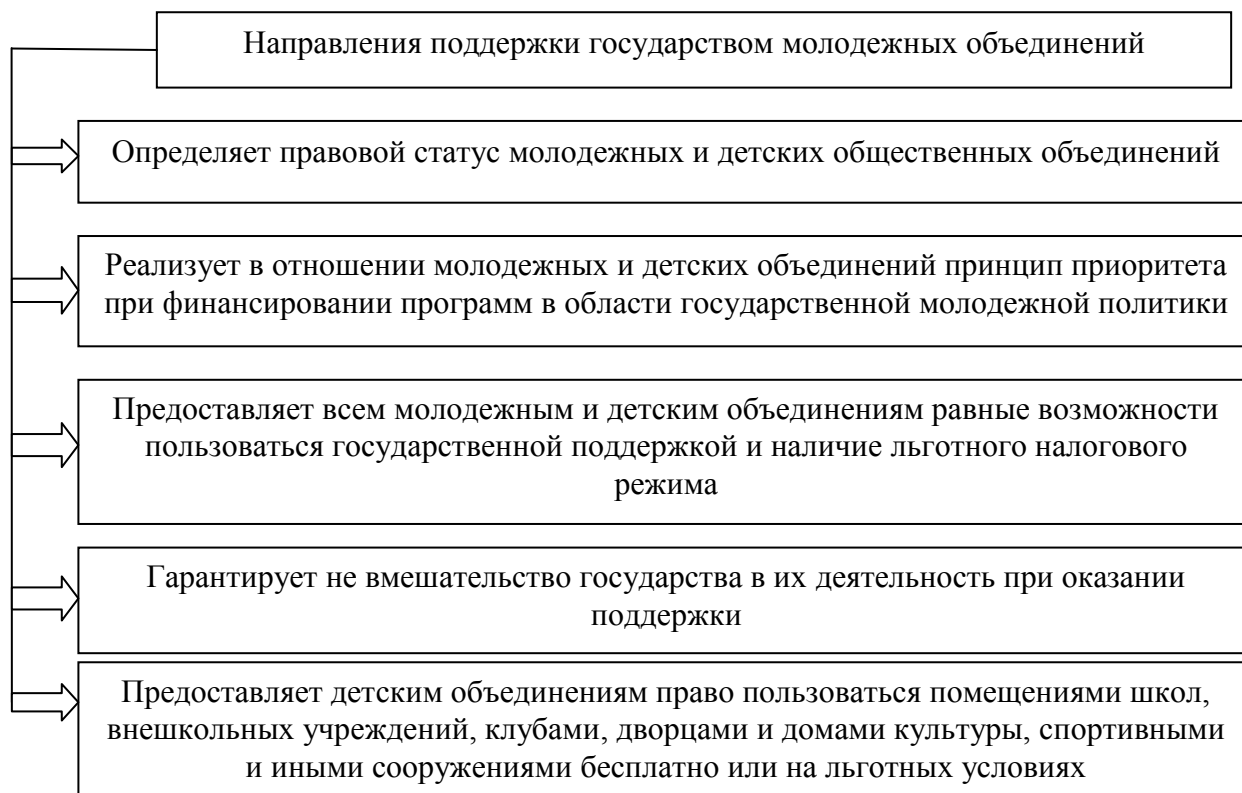 Направления поддержки государством молодежных объединений
Определяет правовой статус молодежных и детских общественных объединений
Реализует в отношении молодежных и детских объединений принцип приоритета
при финансировании программ в области государственной молодежной политики
Предоставляет всем молодежным и детским объединениям равные возможности
пользоваться государственной поддержкой и наличие льготного налогового
режима
Гарантирует не вмешательство государства в их деятельность при оказании
поддержки
Предоставляет детским объединениям право пользоваться помещениями школ,
внешкольных учреждений, клубами, дворцами и домами культуры, спортивными
и иными сооружениями бесплатно или на льготных условиях